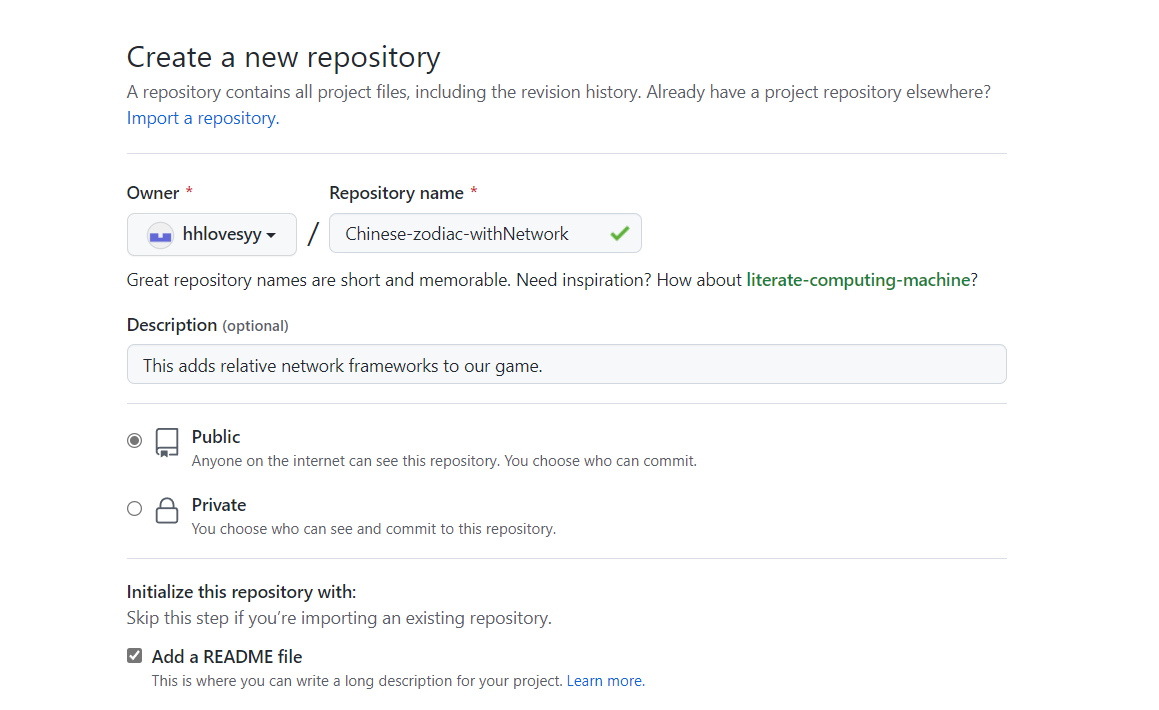 Create a new repository
A repository contains all project files, including the revision history. Already have a project repository elsewhere?
Import a repository.
Owner * Repository name *
hhlovesyy / Chinese-zodiac-withNetwork
Great repository names are short and memorable. Need inspiration? How about literate-computing-machine?
Description (optional)
This adds relative network frameworks to our game.
Public
Anyone on the internet can see this repository. You choose who can commit.
Private
You choose who can see and commit to this repository.
Initialize this repository with:
Skip this step if you’re importing an existing repository.
Add a README file
This is where you can write a long description for your project. Learn more.